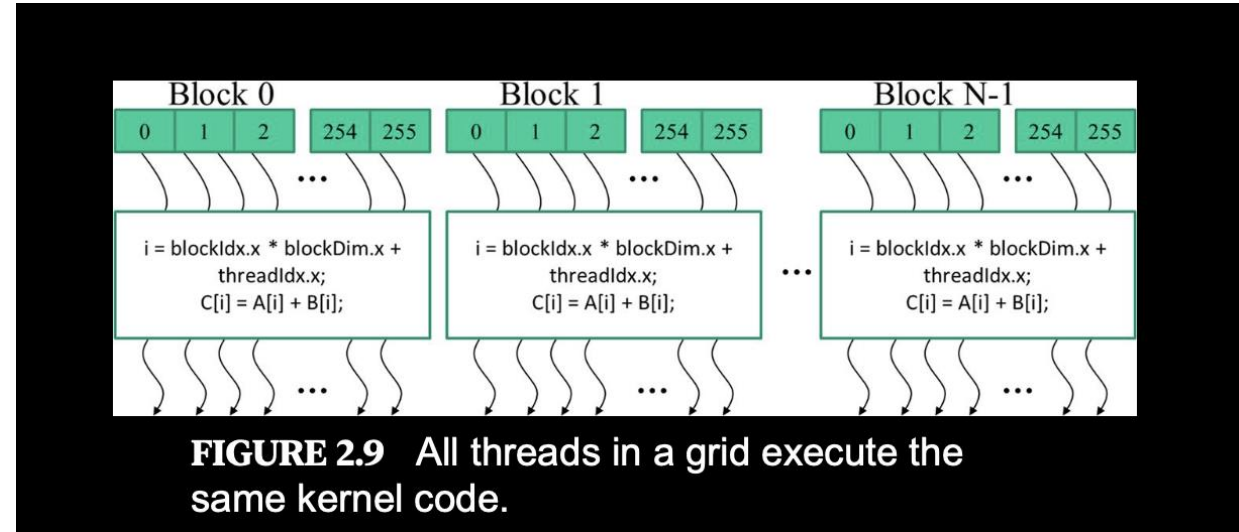 Block 0
Block 1
Block N-1
0 1 2 254 255
0 1 2 254 255
0 1 2 254 255
...
...
...
i = blockIdx.x * blockDim.x +
threadIdx.x;
C[i] = A[i] + B[i];
i = blockIdx.x * blockDim.x +
threadIdx.x;
C[i] = A[i] + B[i];
...
i = blockIdx.x * blockDim.x +
threadIdx.x;
C[i] = A[i] + B[i];
...
...
...
FIGURE 2.9 All threads in a grid execute the
same kernel code.